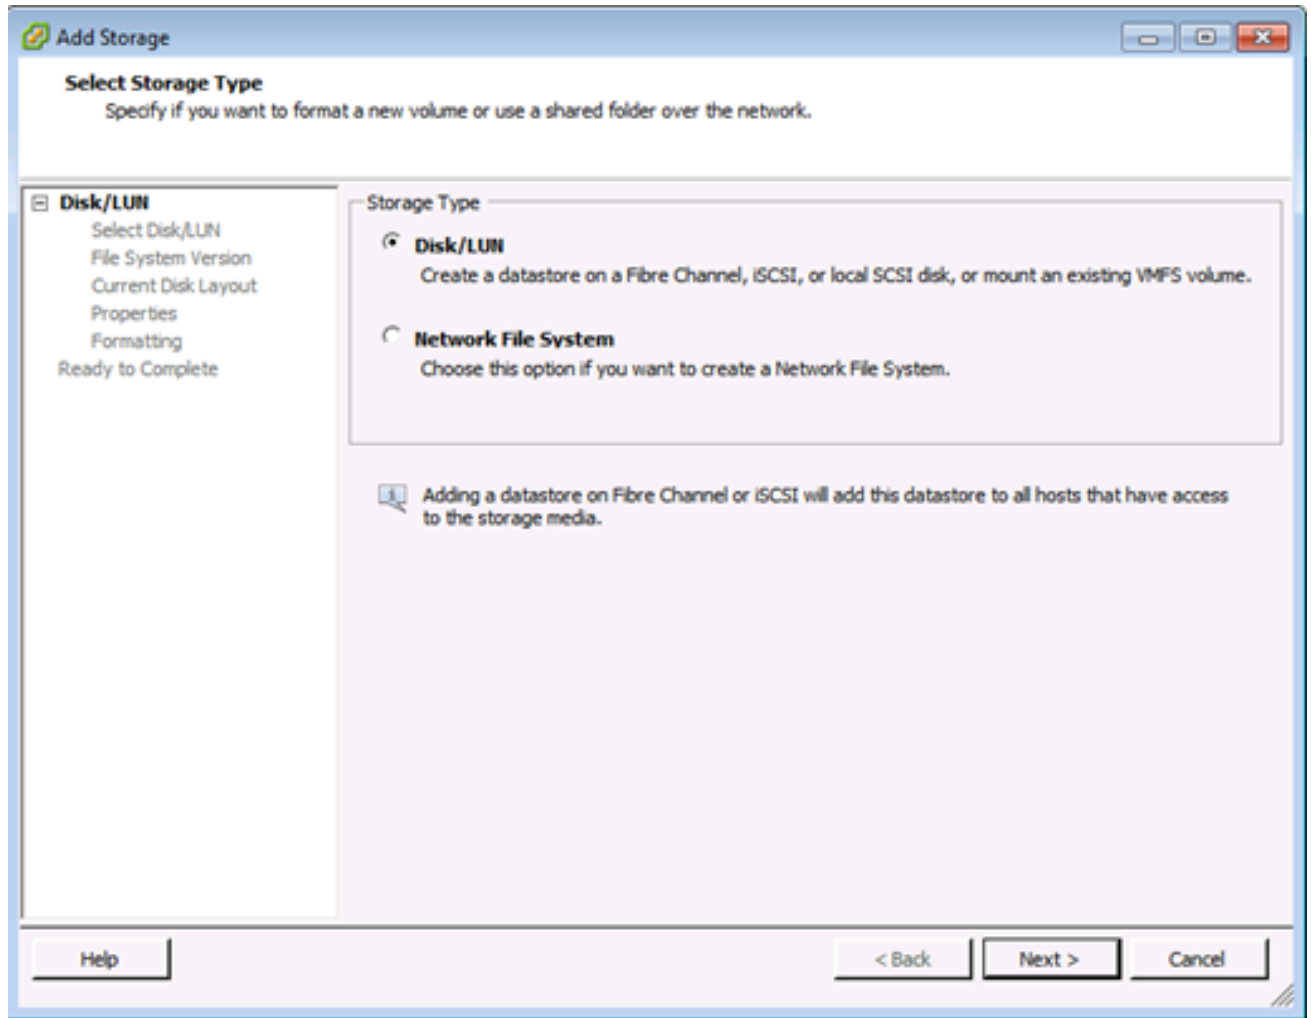 Add Storage
Select Storage Type
Specify if you want to format a new volume or use a shared folder over the network.
Disk/LUN
Select Disk/LUN
File System Version
Current Disk Layout
Properties
Formatting
Ready to Complete
Storage Type
Disk/LUN
Create a datastore on a Fibre Channel, iSCSI, or local SCSI disk, or mount an existing VMFS volume.
Network File System
Choose this option if you want to create a Network File System.
Adding a datastore on Fibre Channel or iSCSI will add this datastore to all hosts that have access
to the storage media.
Help
< Back
Next >
Cancel